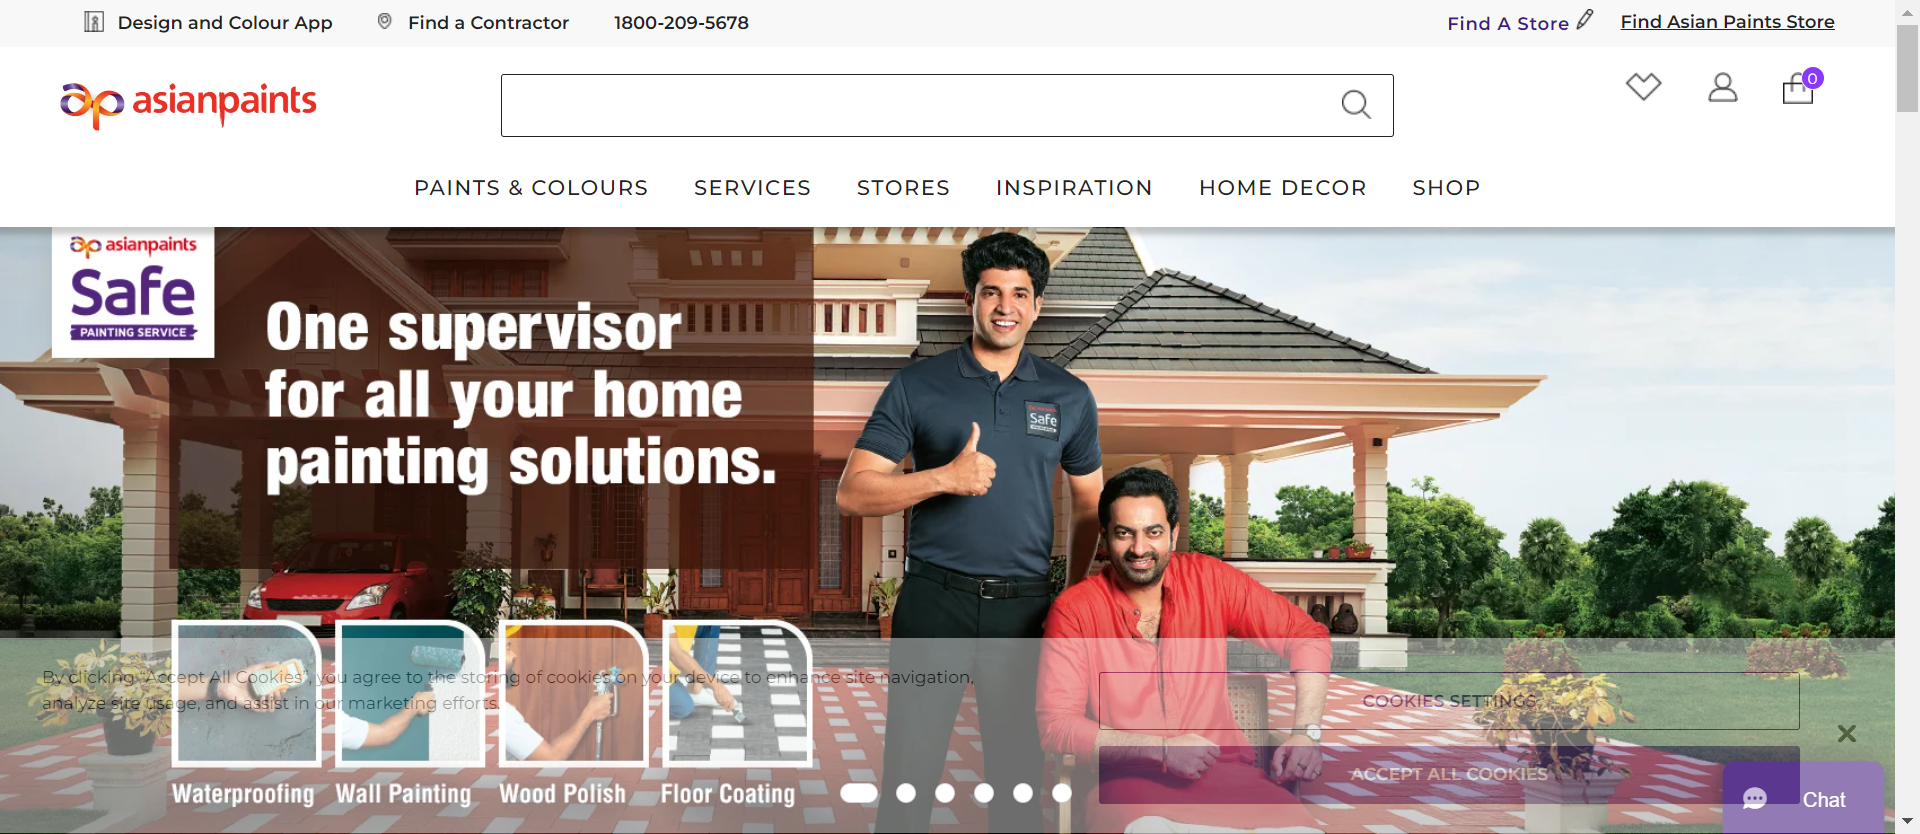 Design and Colour App
Find a Contractor
1800-209-5678
Find A Store
Find Asian Paints Store
asianpaints
0
PAINTS & COLOURS
SERVICES
STORES
INSPIRATION
HOME DECOR
SHOP
asianpaints
Safe
PAINTING SERVICE
One supervisor
for all your home
painting solutions.
Safe
By clicking “Accept All Cookies”, you agree to the storing of cookies on your device to enhance site navigation,
analyze site usage, and assist in our marketing efforts.
COOKIES SETTINGS
ACCEPT ALL COOKIES
Waterproofing
Wall Painting
Wood Polish
Floor Coating
Chat